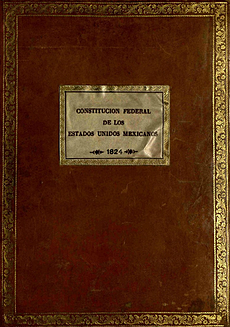 CONSTITUCION FEDERAL
DE LOS
ESTADOS UNIDOS MEXICANOS
1824